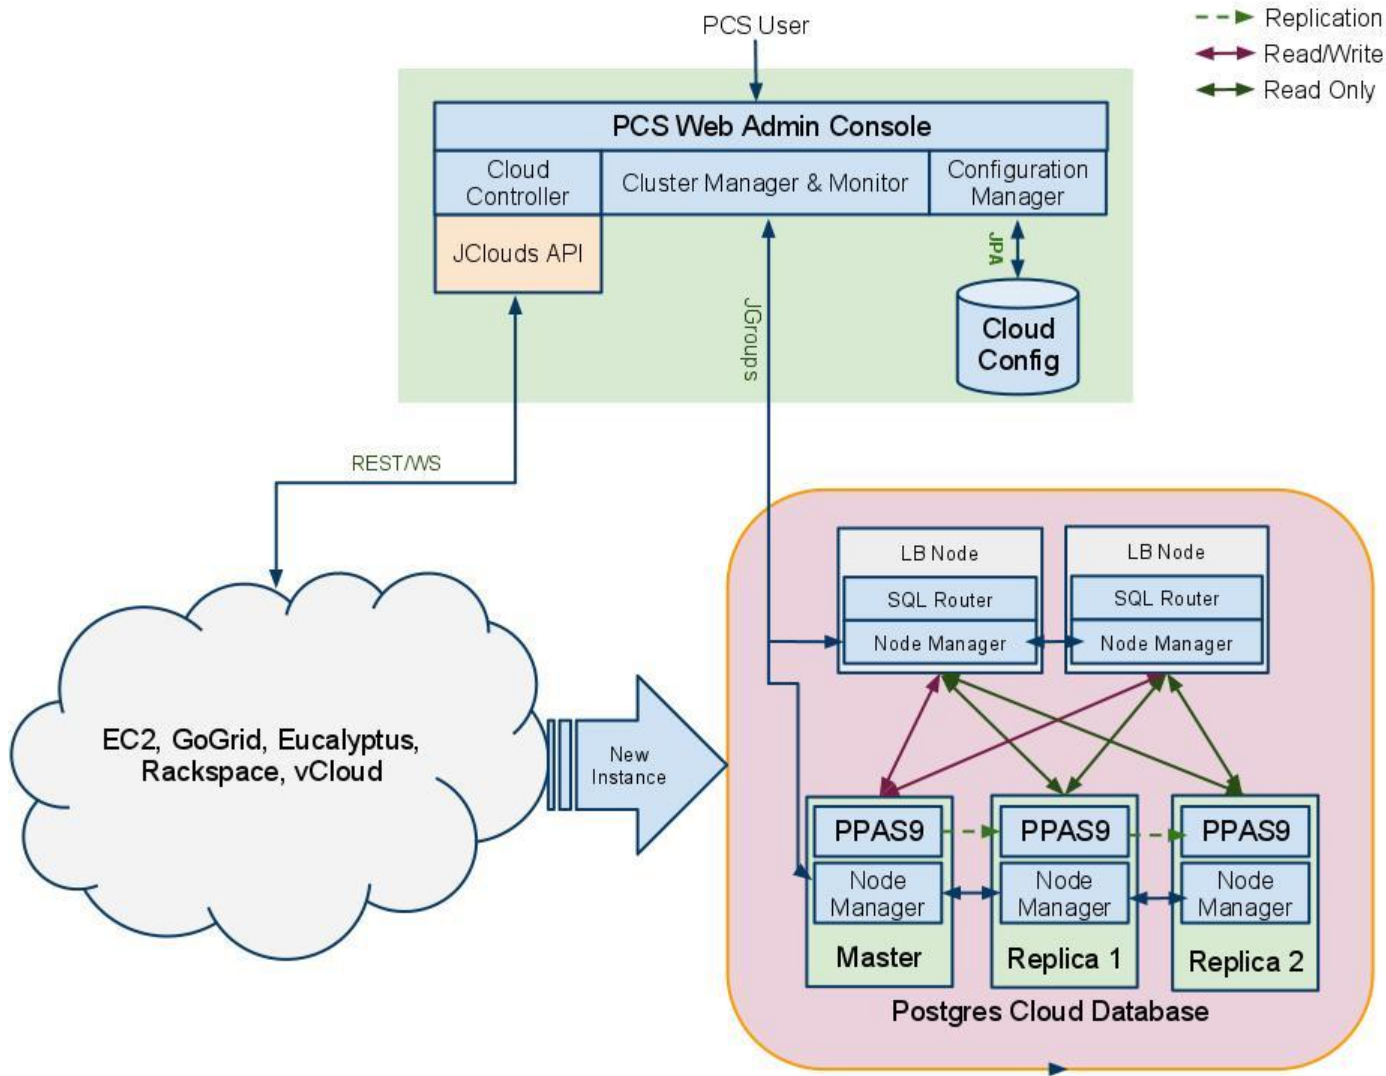 PCS User
Replication
Read/Write
Read Only
PCS Web Admin Console
Cloud
Controller
Cluster Manager & Monitor
Configuration
Manager
JClouds API
JPA
JGroups
Cloud
Config
REST/WS
LB Node
SQL Router
Node Manager
LB Node
SQL Router
Node Manager
EC2, GoGrid, Eucalyptus,
Rackspace, vCloud
New
Instance
PPAS9
Node
Manager
Master
PPAS9
Node
Manager
Replica 1
PPAS9
Node
Manager
Replica 2
Postgres Cloud Database